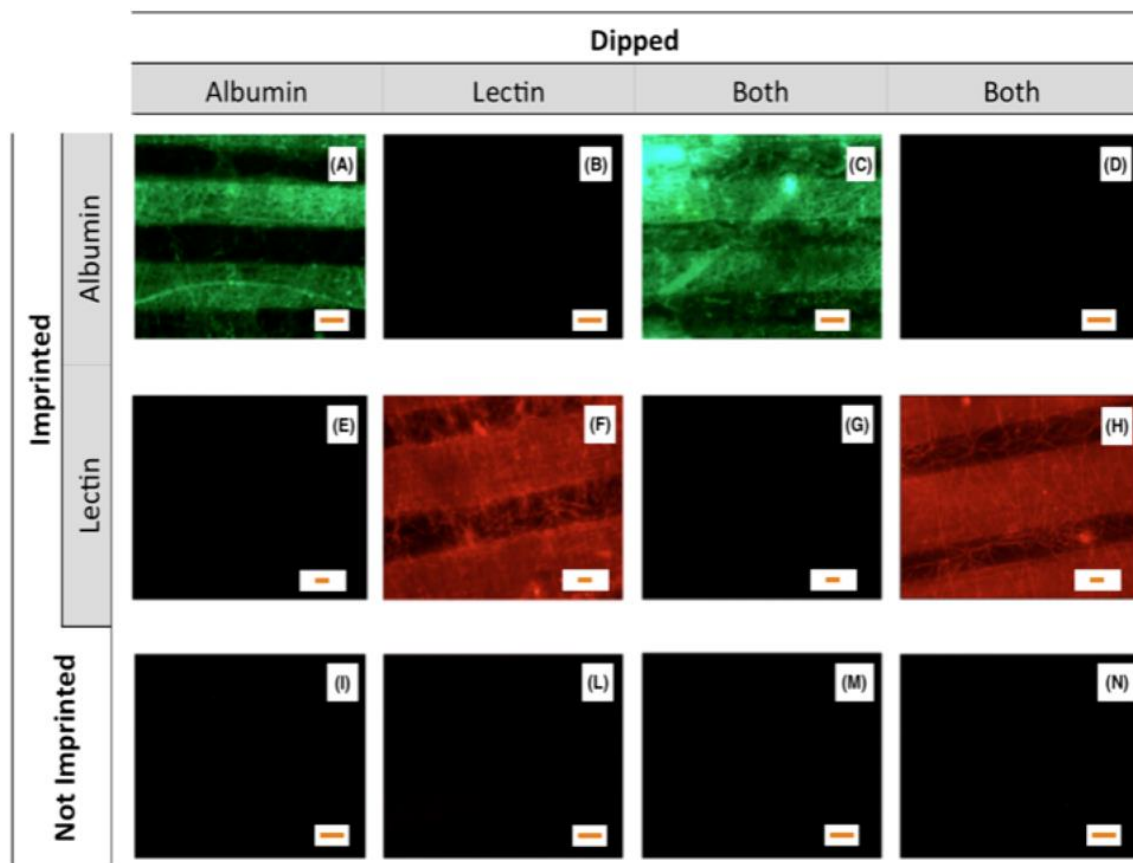 Dipped
Albumin Lectin Both Both
Imprinted
Albumin
(A) (B) (C) (D)
Lectin
(E) (F) (G) (H)
Not Imprinted
(I) (L) (M) (N)